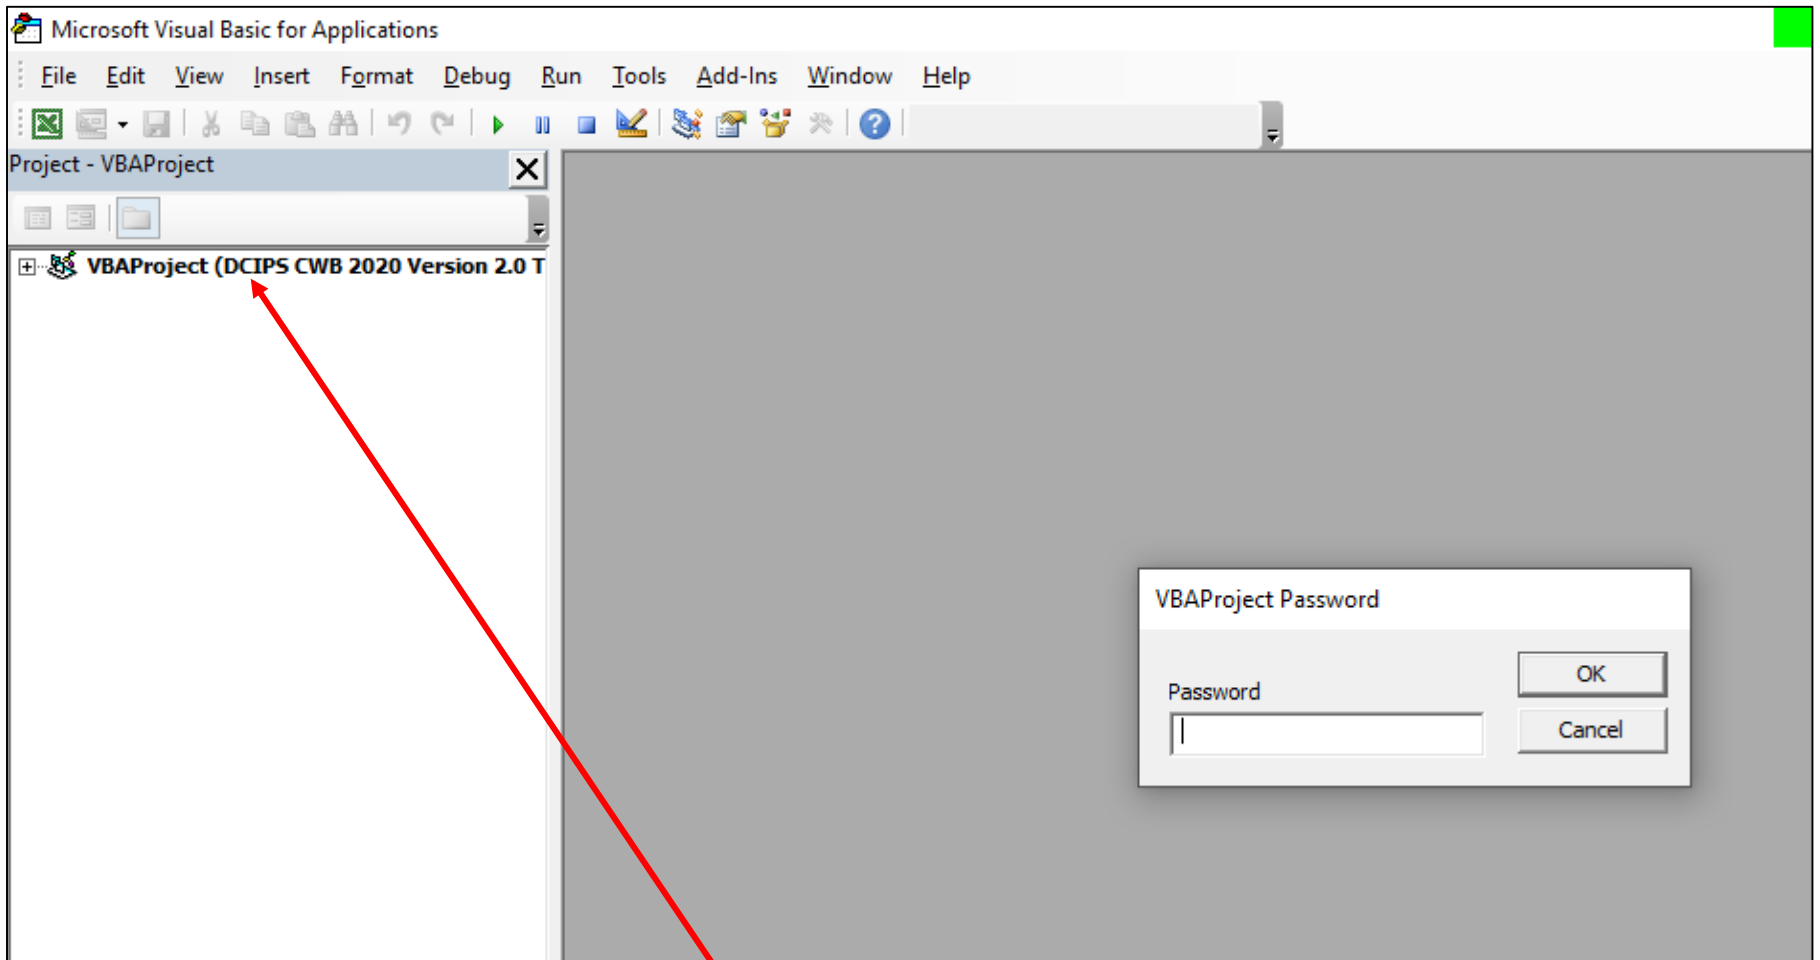 Microsoft Visual Basic for Applications
File Edit View Insert Format Debug Run Tools Add-Ins Window Help
Project - VBAProject
VBAProject (DCIPS CWB 2020 Version 2.0 T
VBAProject Password
OK
Password
Cancel